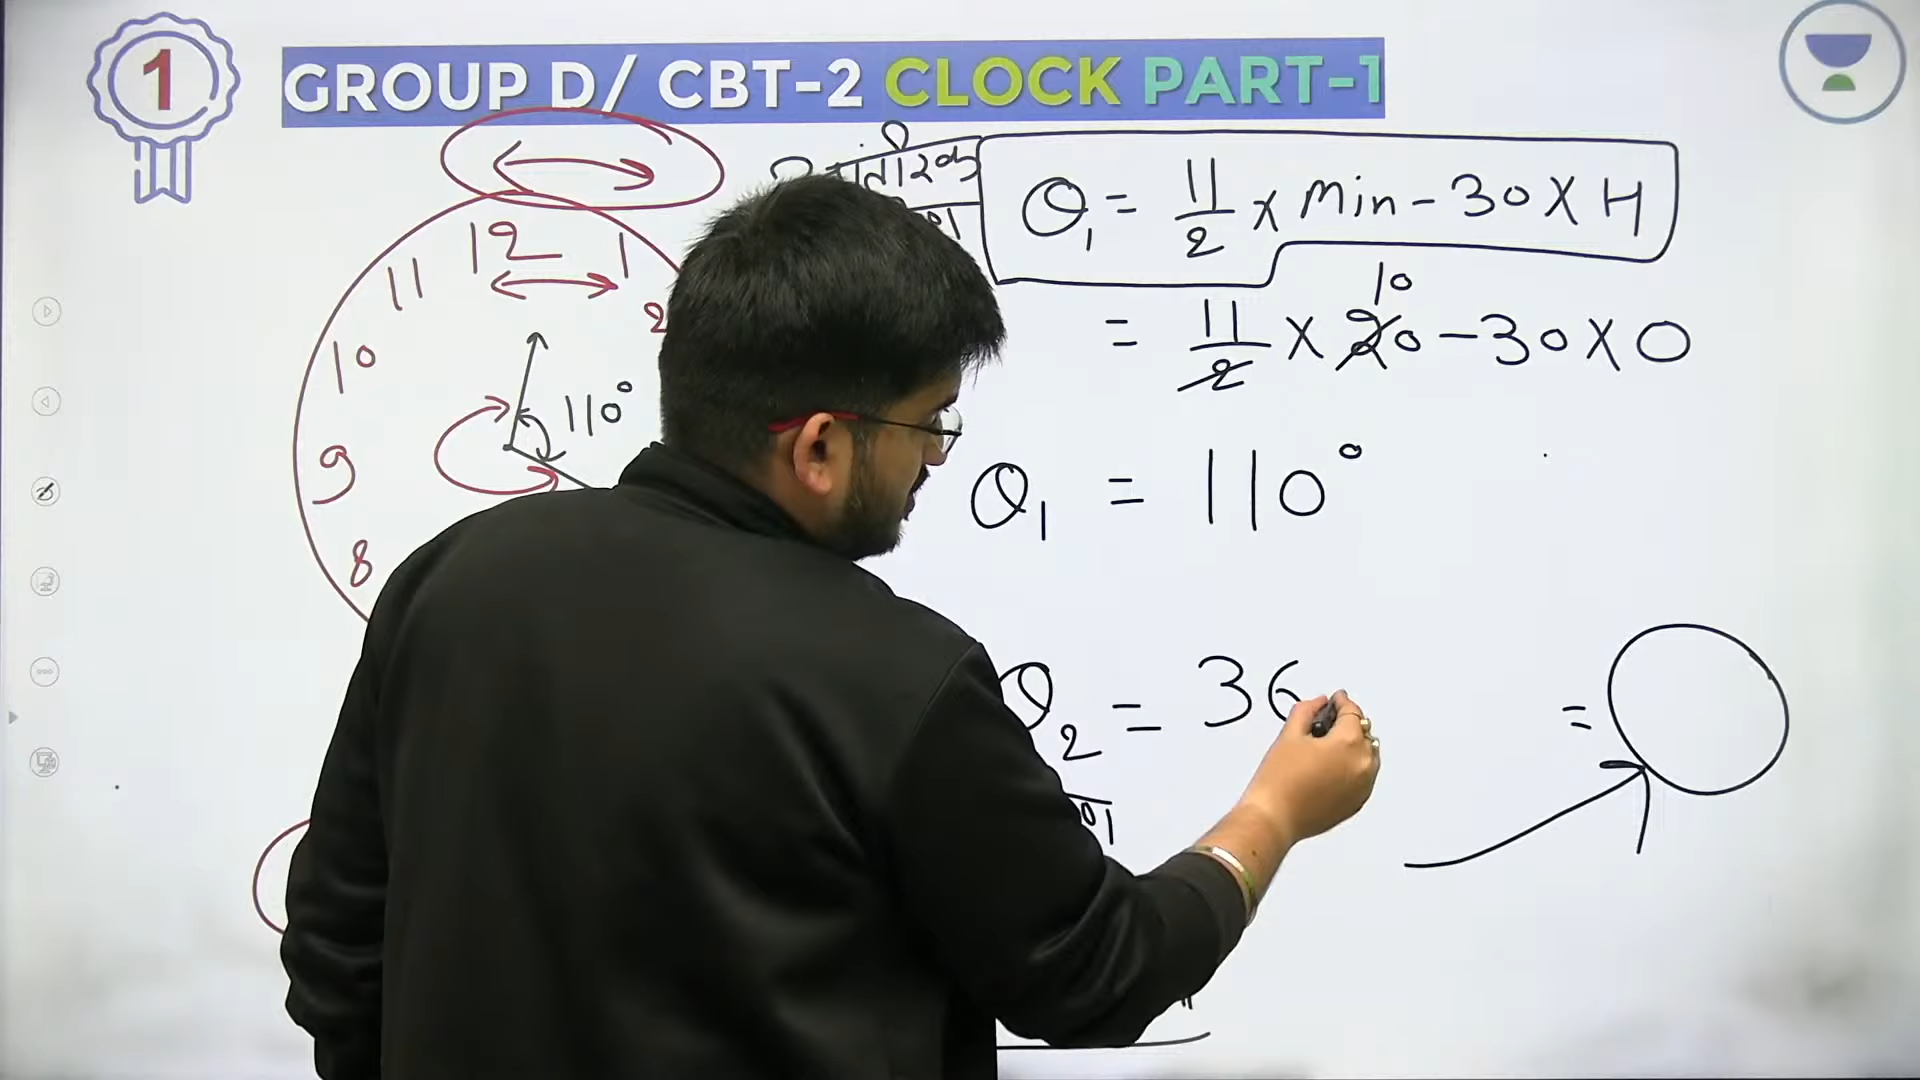 1
GROUP D/ CBT-2 CLOCK PART-1
θ₁ = 11/2 x Min - 30 X H
12
1
11
2
10
= 11/2 X 20 - 30 X 0
10
110°
9
θ₁ = 110°
8
θ₂ = 36
=